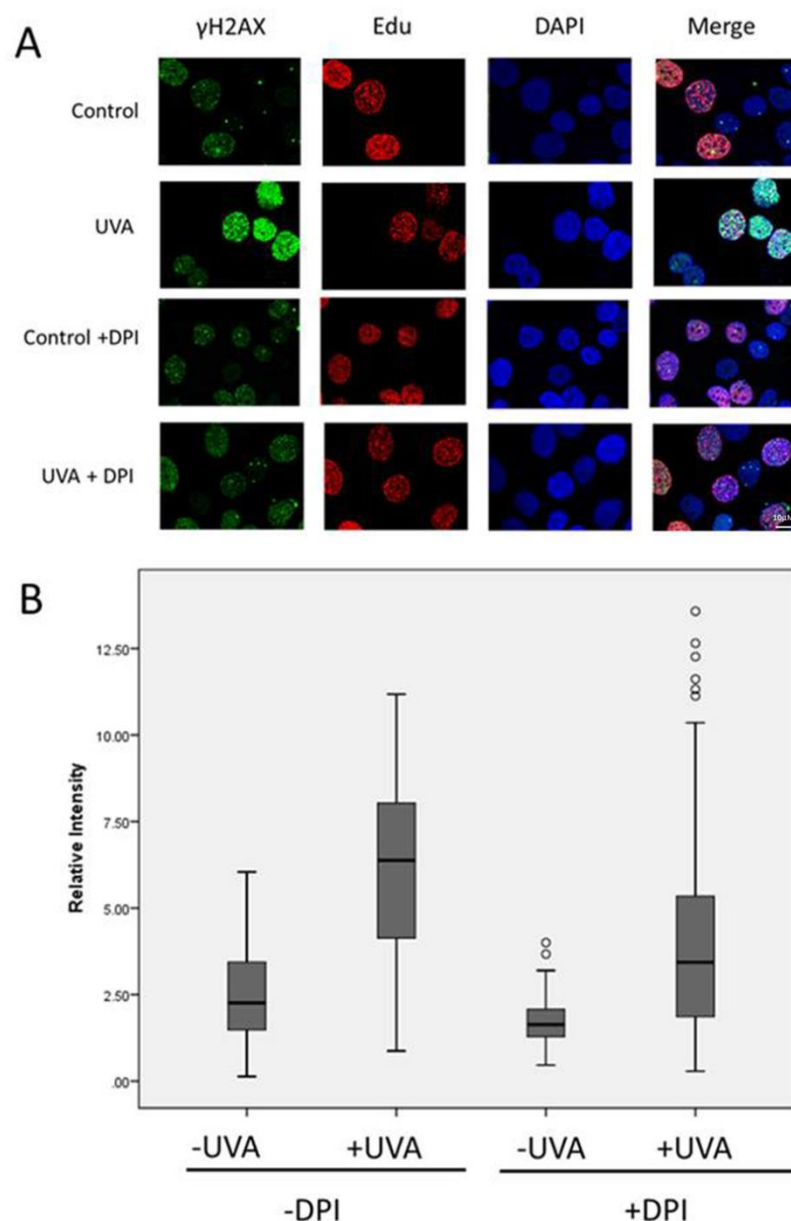 A
γH2AX Edu DAPI Merge
Control
UVA
Control +DPI
UVA + DPI
10µM
B
Relative Intensity
12.50
10.00
7.50
5.00
2.50
.00
-UVA +UVA -UVA +UVA
-DPI +DPI